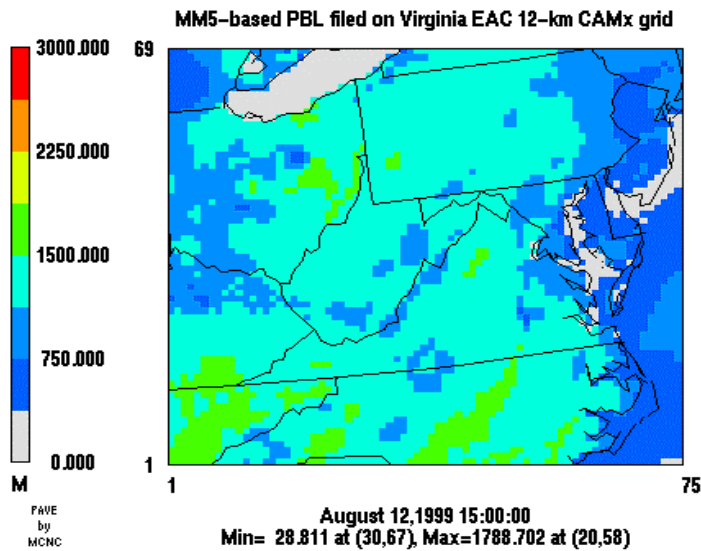 MM5-based PBL filed on Virginia EAC 12-km CAMx grid
3000.000
2250.000
1500.000
750.000
0.000
M
PAVE
by
MCNC
69
1
1
75
August 12,1999 15:00:00
Min= 28.811 at (30,67), Max=1788.702 at (20,58)